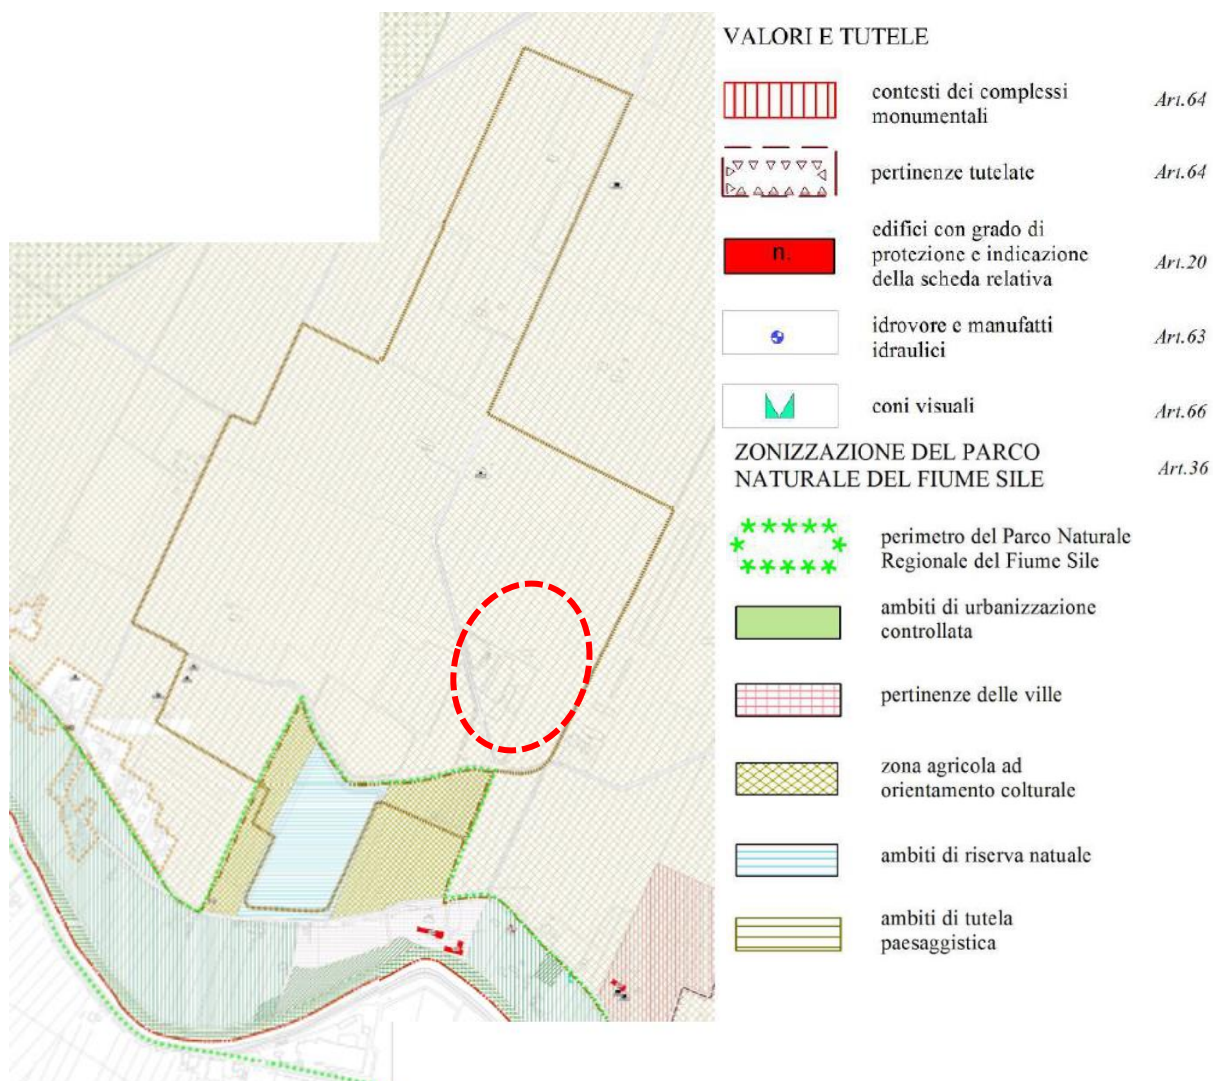 VALORI E TUTELE
contesti dei complessi
monumentali
Art.64
pertinenze tutelate
Art.64
n.
edifici con grado di
protezione e indicazione
della scheda relativa
Art.20
idrovore e manufatti
idraulici
Art.63
coni visuali
Art.66
ZONIZZAZIONE DEL PARCO
NATURALE DEL FIUME SILE
Art.36
perimetro del Parco Naturale
Regionale del Fiume Sile
ambiti di urbanizzazione
controllata
pertinenze delle ville
zona agricola ad
orientamento colturale
ambiti di riserva natuale
ambiti di tutela
paesaggistica